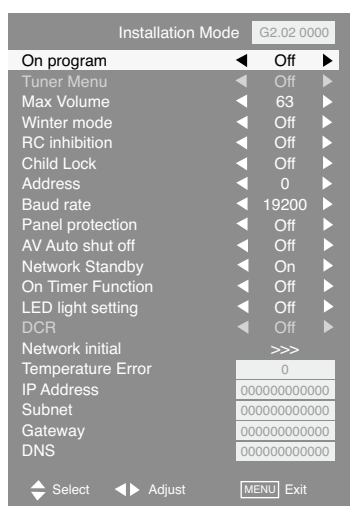 Installation Mode G2.02 0000
On program Off
Tuner Menu Off
Max Volume 63
Winter mode Off
RC inhibition Off
Child Lock Off
Address 0
Baud rate 19200
Panel protection Off
AV Auto shut off Off
Network Standby On
On Timer Function Off
LED light setting Off
DCR Off
Network initial >>>
Temperature Error 0
IP Address 000000000000
Subnet 000000000000
Gateway 000000000000
DNS 000000000000
Select Adjust MENU Exit